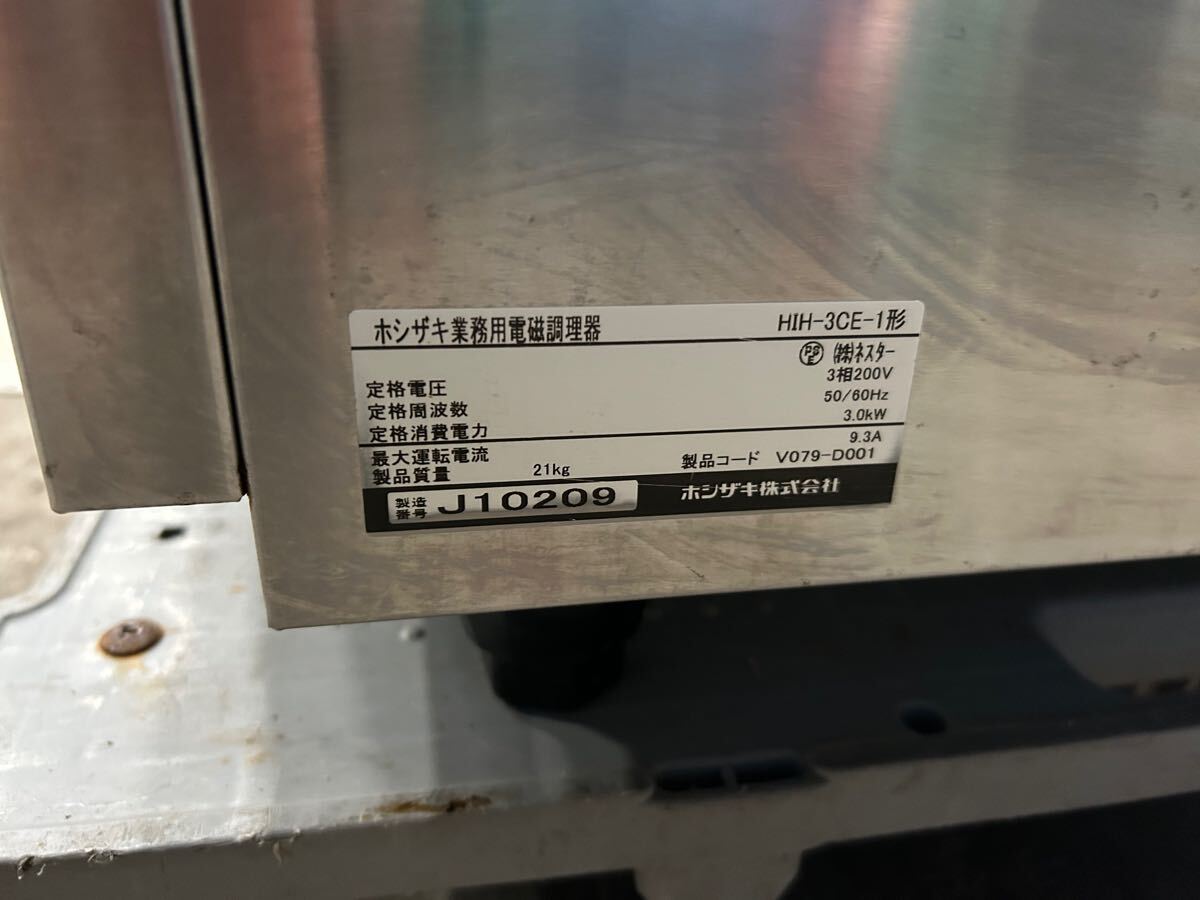 ホシザキ業務用電磁調理器 HIH-3CE-1形
PSE (株)ネスター
定格電圧 3相200V
定格周波数 50/60Hz
定格消費電力 3.0kW
最大運転電流 9.3A
製品質量 21kg 製品コード V079-D001
製造番号 J10209 ホシザキ株式会社